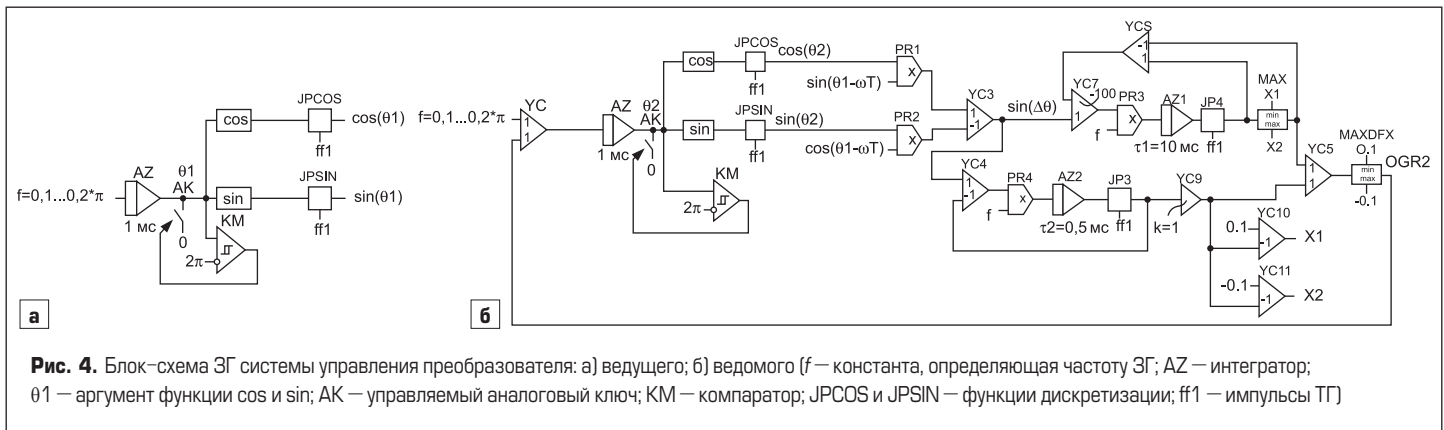 f=0,1...0,2*π
AZ
1 мс
θ1
АК
0
2π
КМ
cos
sin
JPCOS
ff1
cos(θ1)
JPSIN
ff1
sin(θ1)
а
f=0,1...0,2*π
YC
1
1
AZ
1 мс
θ2
АК
0
2π
КМ
cos
sin
JPCOS
ff1
cos(θ2)
JPSIN
ff1
sin(θ2)
PR1
x
sin(θ1-ωT)
PR2
x
cos(θ1-ωT)
YC3
1
-1
sin(Δθ)
YCS
-1
1
YC7
-100
1
PR3
x
f
AZ1
τ1=10 мс
JP4
ff1
MAX
X1
min
max
X2
YC4
1
-1
PR4
x
f
AZ2
τ2=0,5 мс
JP3
ff1
YC9
k=1
YC5
1
1
MAXDFX
0.1
min
max
-0.1
OGR2
YC10
0.1
-1
X1
YC11
-0.1
-1
X2
б
Рис. 4. Блок-схема ЗГ системы управления преобразователя: а) ведущего; б) ведомого (f — константа, определяющая частоту ЗГ; AZ — интегратор;
θ1 — аргумент функции cos и sin; АК — управляемый аналоговый ключ; КМ — компаратор; JPCOS и JPSIN — функции дискретизации; ff1 — импульсы ТГ)